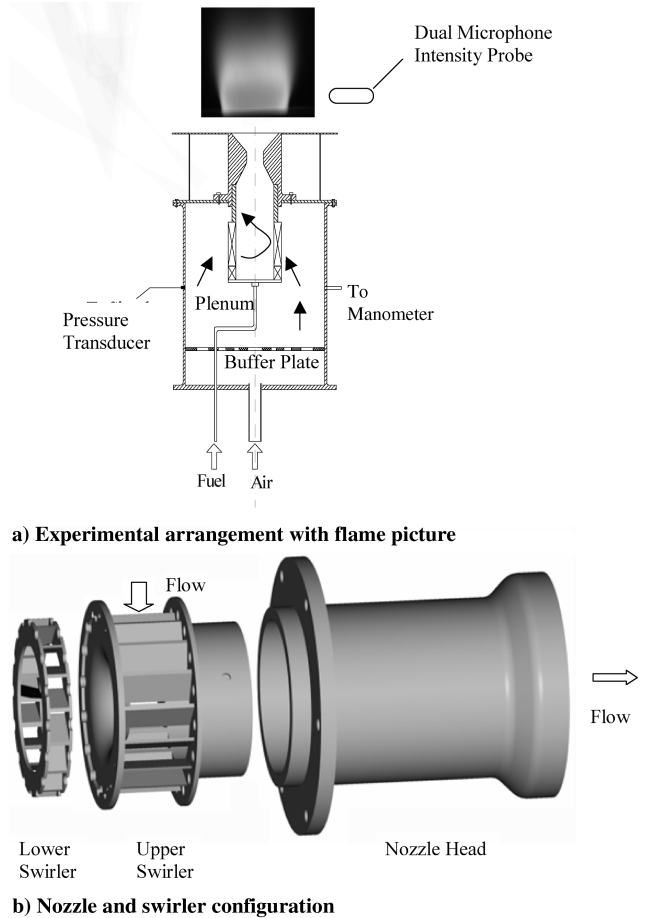 Dual Microphone
Intensity Probe
Plenum
To
Manometer
Pressure
Transducer
Buffer Plate
Fuel
Air
a) Experimental arrangement with flame picture
Flow
Flow
Lower
Swirler
Upper
Swirler
Nozzle Head
b) Nozzle and swirler configuration